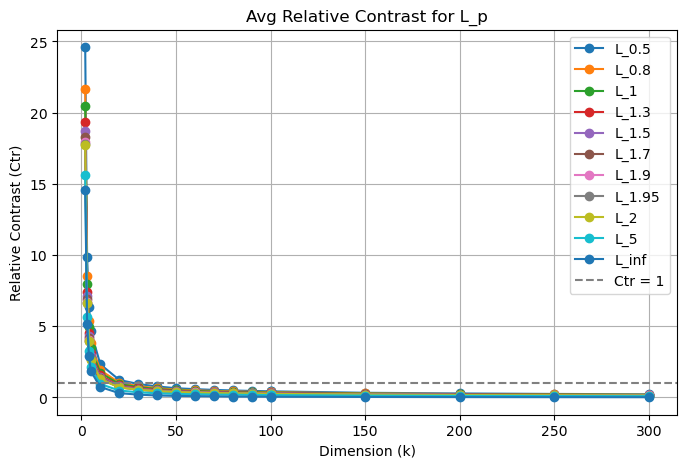 Avg Relative Contrast for L_p
Relative Contrast (Ctr)
25
20
15
10
5
0
0
50
100
150
200
250
300
Dimension (k)
L_0.5
L_0.8
L_1
L_1.3
L_1.5
L_1.7
L_1.9
L_1.95
L_2
L_5
L_inf
Ctr = 1